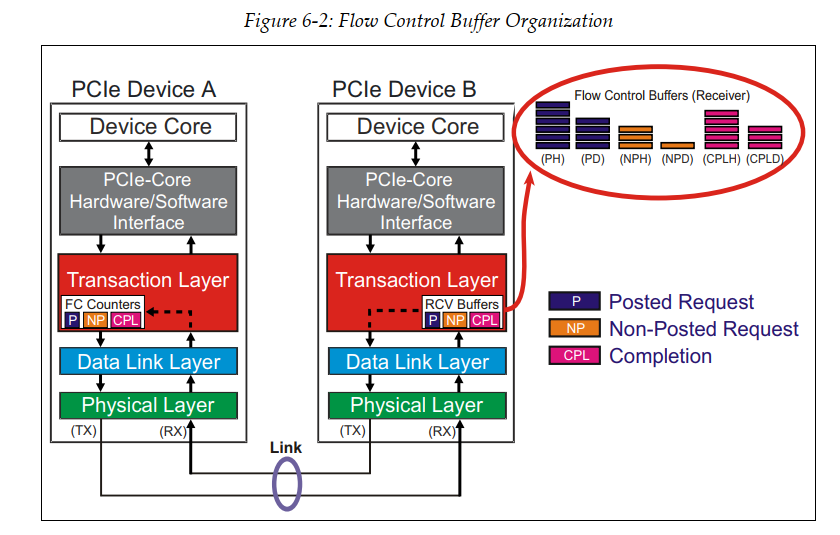 Figure 6-2: Flow Control Buffer Organization
PCIe Device A
Device Core
PCIe-Core
Hardware/Software
Interface
Transaction Layer
FC Counters
P NP CPL
Data Link Layer
Physical Layer
(TX) (RX)
PCIe Device B
Device Core
PCIe-Core
Hardware/Software
Interface
Transaction Layer
RCV Buffers
P NP CPL
Data Link Layer
Physical Layer
(TX) (RX)
Link
Flow Control Buffers (Receiver)
(PH) (PD) (NPH) (NPD) (CPLH) (CPLD)
P Posted Request
NP Non-Posted Request
CPL Completion